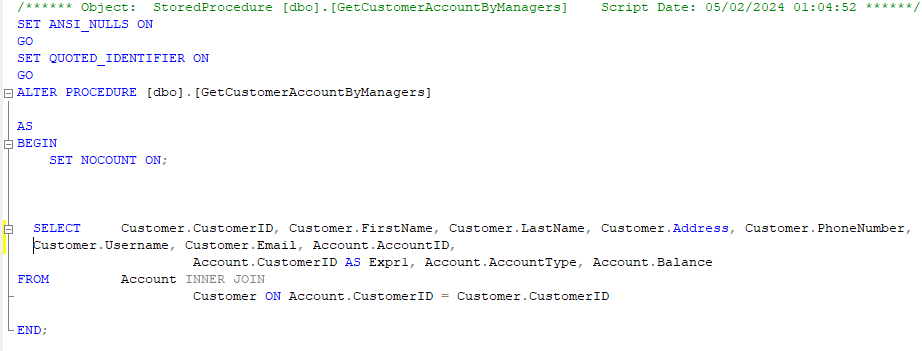 /****** Object:  StoredProcedure [dbo].[GetCustomerAccountByManagers]    Script Date: 05/02/2024 01:04:52 ******/
SET ANSI_NULLS ON
GO
SET QUOTED_IDENTIFIER ON
GO
ALTER PROCEDURE [dbo].[GetCustomerAccountByManagers]
AS
BEGIN
SET NOCOUNT ON;
SELECT     Customer.CustomerID, Customer.FirstName, Customer.LastName, Customer.Address, Customer.PhoneNumber,
Customer.Username, Customer.Email, Account.AccountID,
Account.CustomerID AS Expr1, Account.AccountType, Account.Balance
FROM         Account INNER JOIN
Customer ON Account.CustomerID = Customer.CustomerID
END;